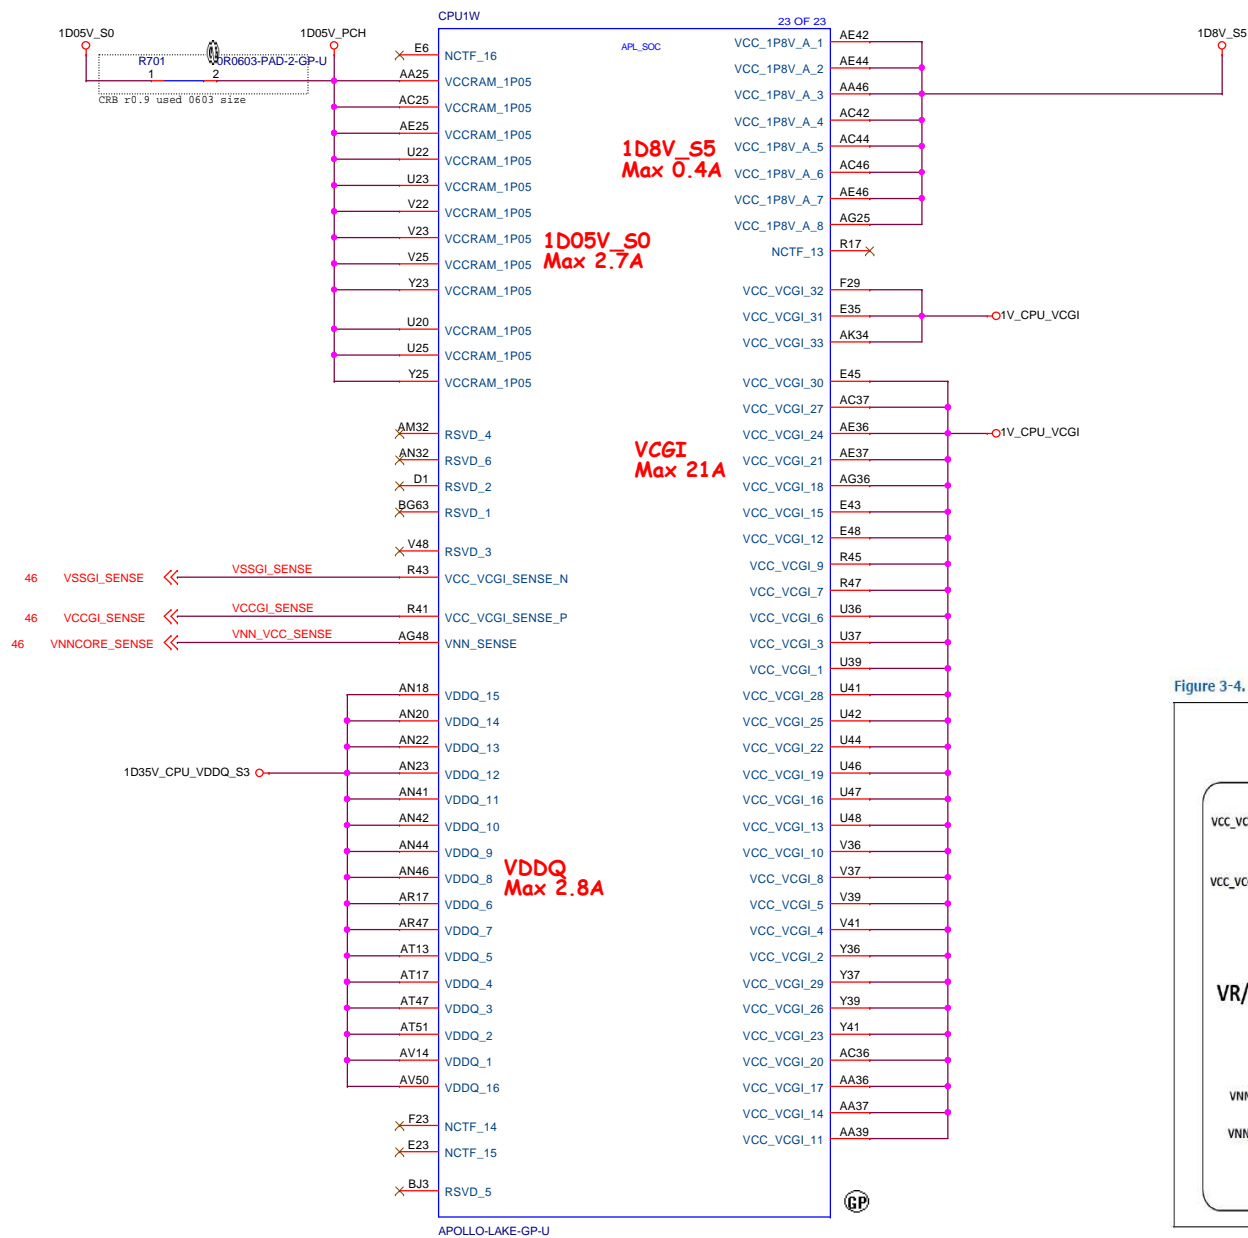 CPU1W
23 OF 23
APL_SOC
1D05V_S0
1D05V_PCH
R701
0R0603-PAD-2-GP-U
1 2
CRB r0.9 used 0603 size
E6 NCTF_16
AA25 VCCRAM_1P05
AC25 VCCRAM_1P05
AE25 VCCRAM_1P05
U22 VCCRAM_1P05
U23 VCCRAM_1P05
V22 VCCRAM_1P05
V23 VCCRAM_1P05
V25 VCCRAM_1P05
Y23 VCCRAM_1P05
U20 VCCRAM_1P05
U25 VCCRAM_1P05
Y25 VCCRAM_1P05
1D05V_S0
Max 2.7A
AM32 RSVD_4
AN32 RSVD_6
D1 RSVD_2
BG63 RSVD_1
V48 RSVD_3
46 VSSGI_SENSE VSSGI_SENSE R43 VCC_VCGI_SENSE_N
46 VCCGI_SENSE VCCGI_SENSE R41 VCC_VCGI_SENSE_P
46 VNNCORE_SENSE VNN_VCC_SENSE AG48 VNN_SENSE
AN18 VDDQ_15
AN20 VDDQ_14
AN22 VDDQ_13
1D35V_CPU_VDDQ_S3 AN23 VDDQ_12
AN41 VDDQ_11
AN42 VDDQ_10
AN44 VDDQ_9
AN46 VDDQ_8
AR17 VDDQ_6
AR47 VDDQ_7
AT13 VDDQ_5
AT17 VDDQ_4
AT47 VDDQ_3
AT51 VDDQ_2
AV14 VDDQ_1
AV50 VDDQ_16
VDDQ
Max 2.8A
F23 NCTF_14
E23 NCTF_15
BJ3 RSVD_5
1D8V_S5
VCC_1P8V_A_1 AE42
VCC_1P8V_A_2 AE44
VCC_1P8V_A_3 AA46
VCC_1P8V_A_4 AC42
VCC_1P8V_A_5 AC44
VCC_1P8V_A_6 AC46
VCC_1P8V_A_7 AE46
VCC_1P8V_A_8 AG25
1D8V_S5
Max 0.4A
NCTF_13 R17
VCC_VCGI_32 F29
VCC_VCGI_31 E35 1V_CPU_VCGI
VCC_VCGI_33 AK34
VCC_VCGI_30 E45
VCC_VCGI_27 AC37
VCC_VCGI_24 AE36 1V_CPU_VCGI
VCC_VCGI_21 AE37
VCC_VCGI_18 AG36
VCC_VCGI_15 E43
VCC_VCGI_12 E48
VCC_VCGI_9 R45
VCC_VCGI_7 R47
VCC_VCGI_6 U36
VCC_VCGI_3 U37
VCC_VCGI_1 U39
VCC_VCGI_28 U41
VCC_VCGI_25 U42
VCC_VCGI_22 U44
VCC_VCGI_19 U46
VCC_VCGI_16 U47
VCC_VCGI_13 U48
VCC_VCGI_10 V36
VCC_VCGI_8 V37
VCC_VCGI_5 V39
VCC_VCGI_4 V41
VCC_VCGI_2 Y36
VCC_VCGI_29 Y37
VCC_VCGI_26 Y39
VCC_VCGI_23 Y41
VCC_VCGI_20 AC36
VCC_VCGI_17 AA36
VCC_VCGI_14 AA37
VCC_VCGI_11 AA39
VCGI
Max 21A
GP
APOLLO-LAKE-GP-U
Figure 3-4.
VR/